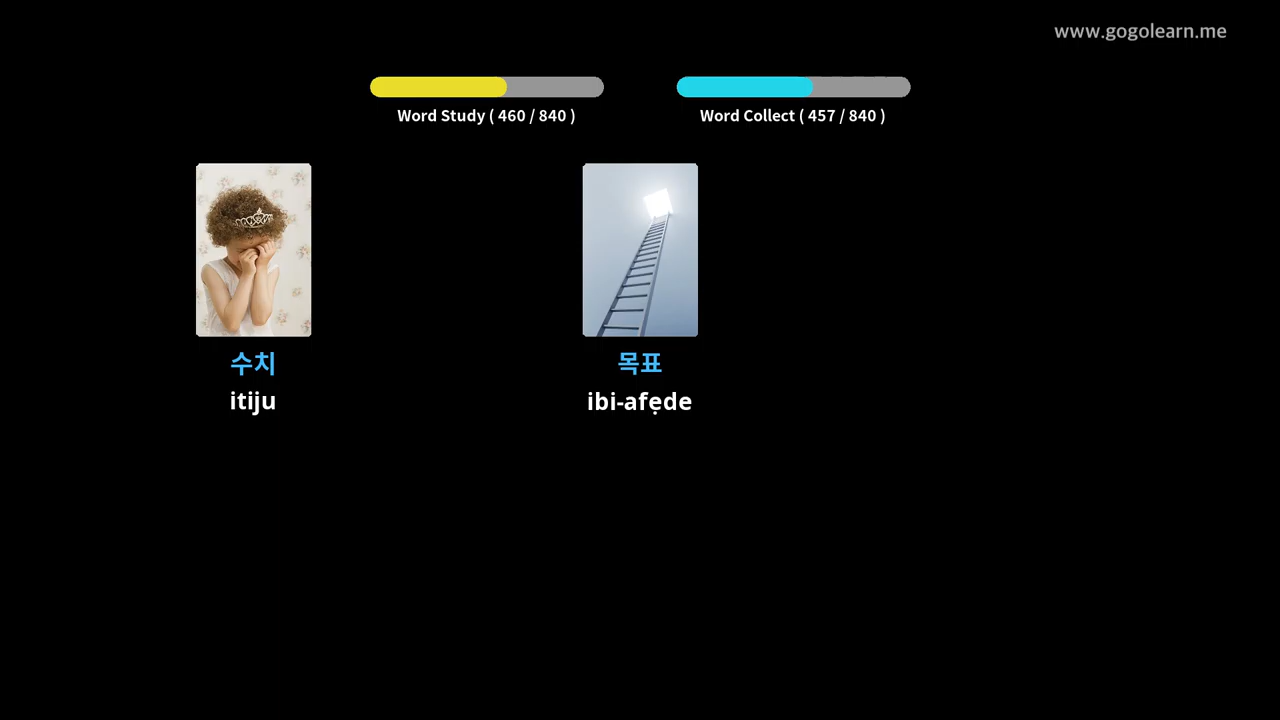 www.gogolearn.me
Word Study ( 460 / 840 )
Word Collect ( 457 / 840 )
수치
itiju
목표
ibi-afẹde